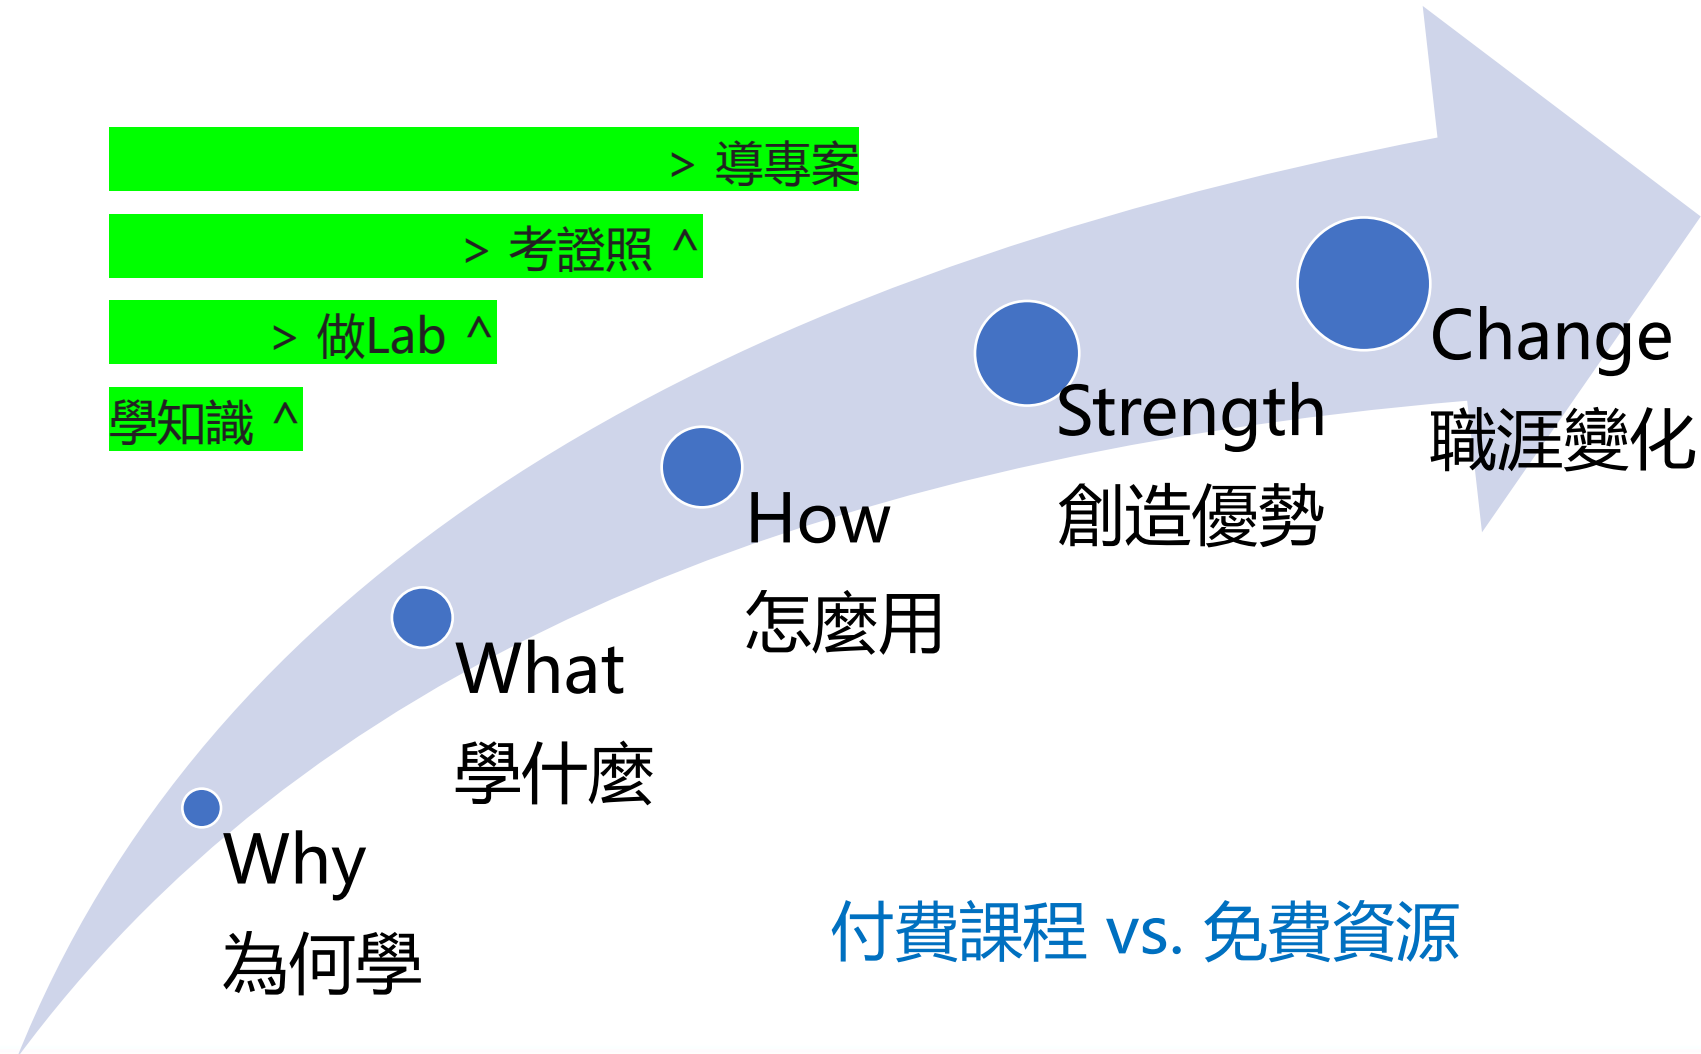 > 導專案
> 考證照 ^
> 做Lab ^
學知識 ^
Why
為何學
What
學什麼
How
怎麼用
Strength
創造優勢
Change
職涯變化
付費課程 vs. 免費資源